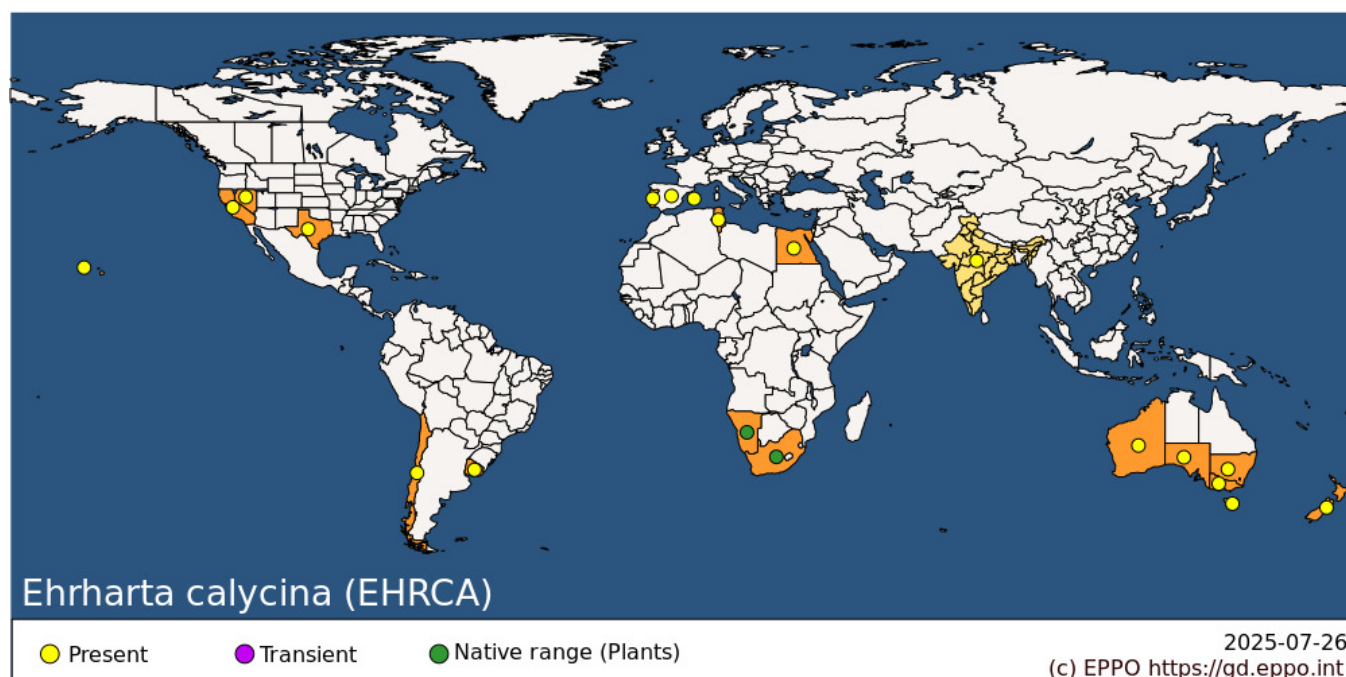 Ehrharta calycina (EHRCA)
Present
Transient
Native range (Plants)
2025-07-26
(c) EPPO https://gd.eppo.int